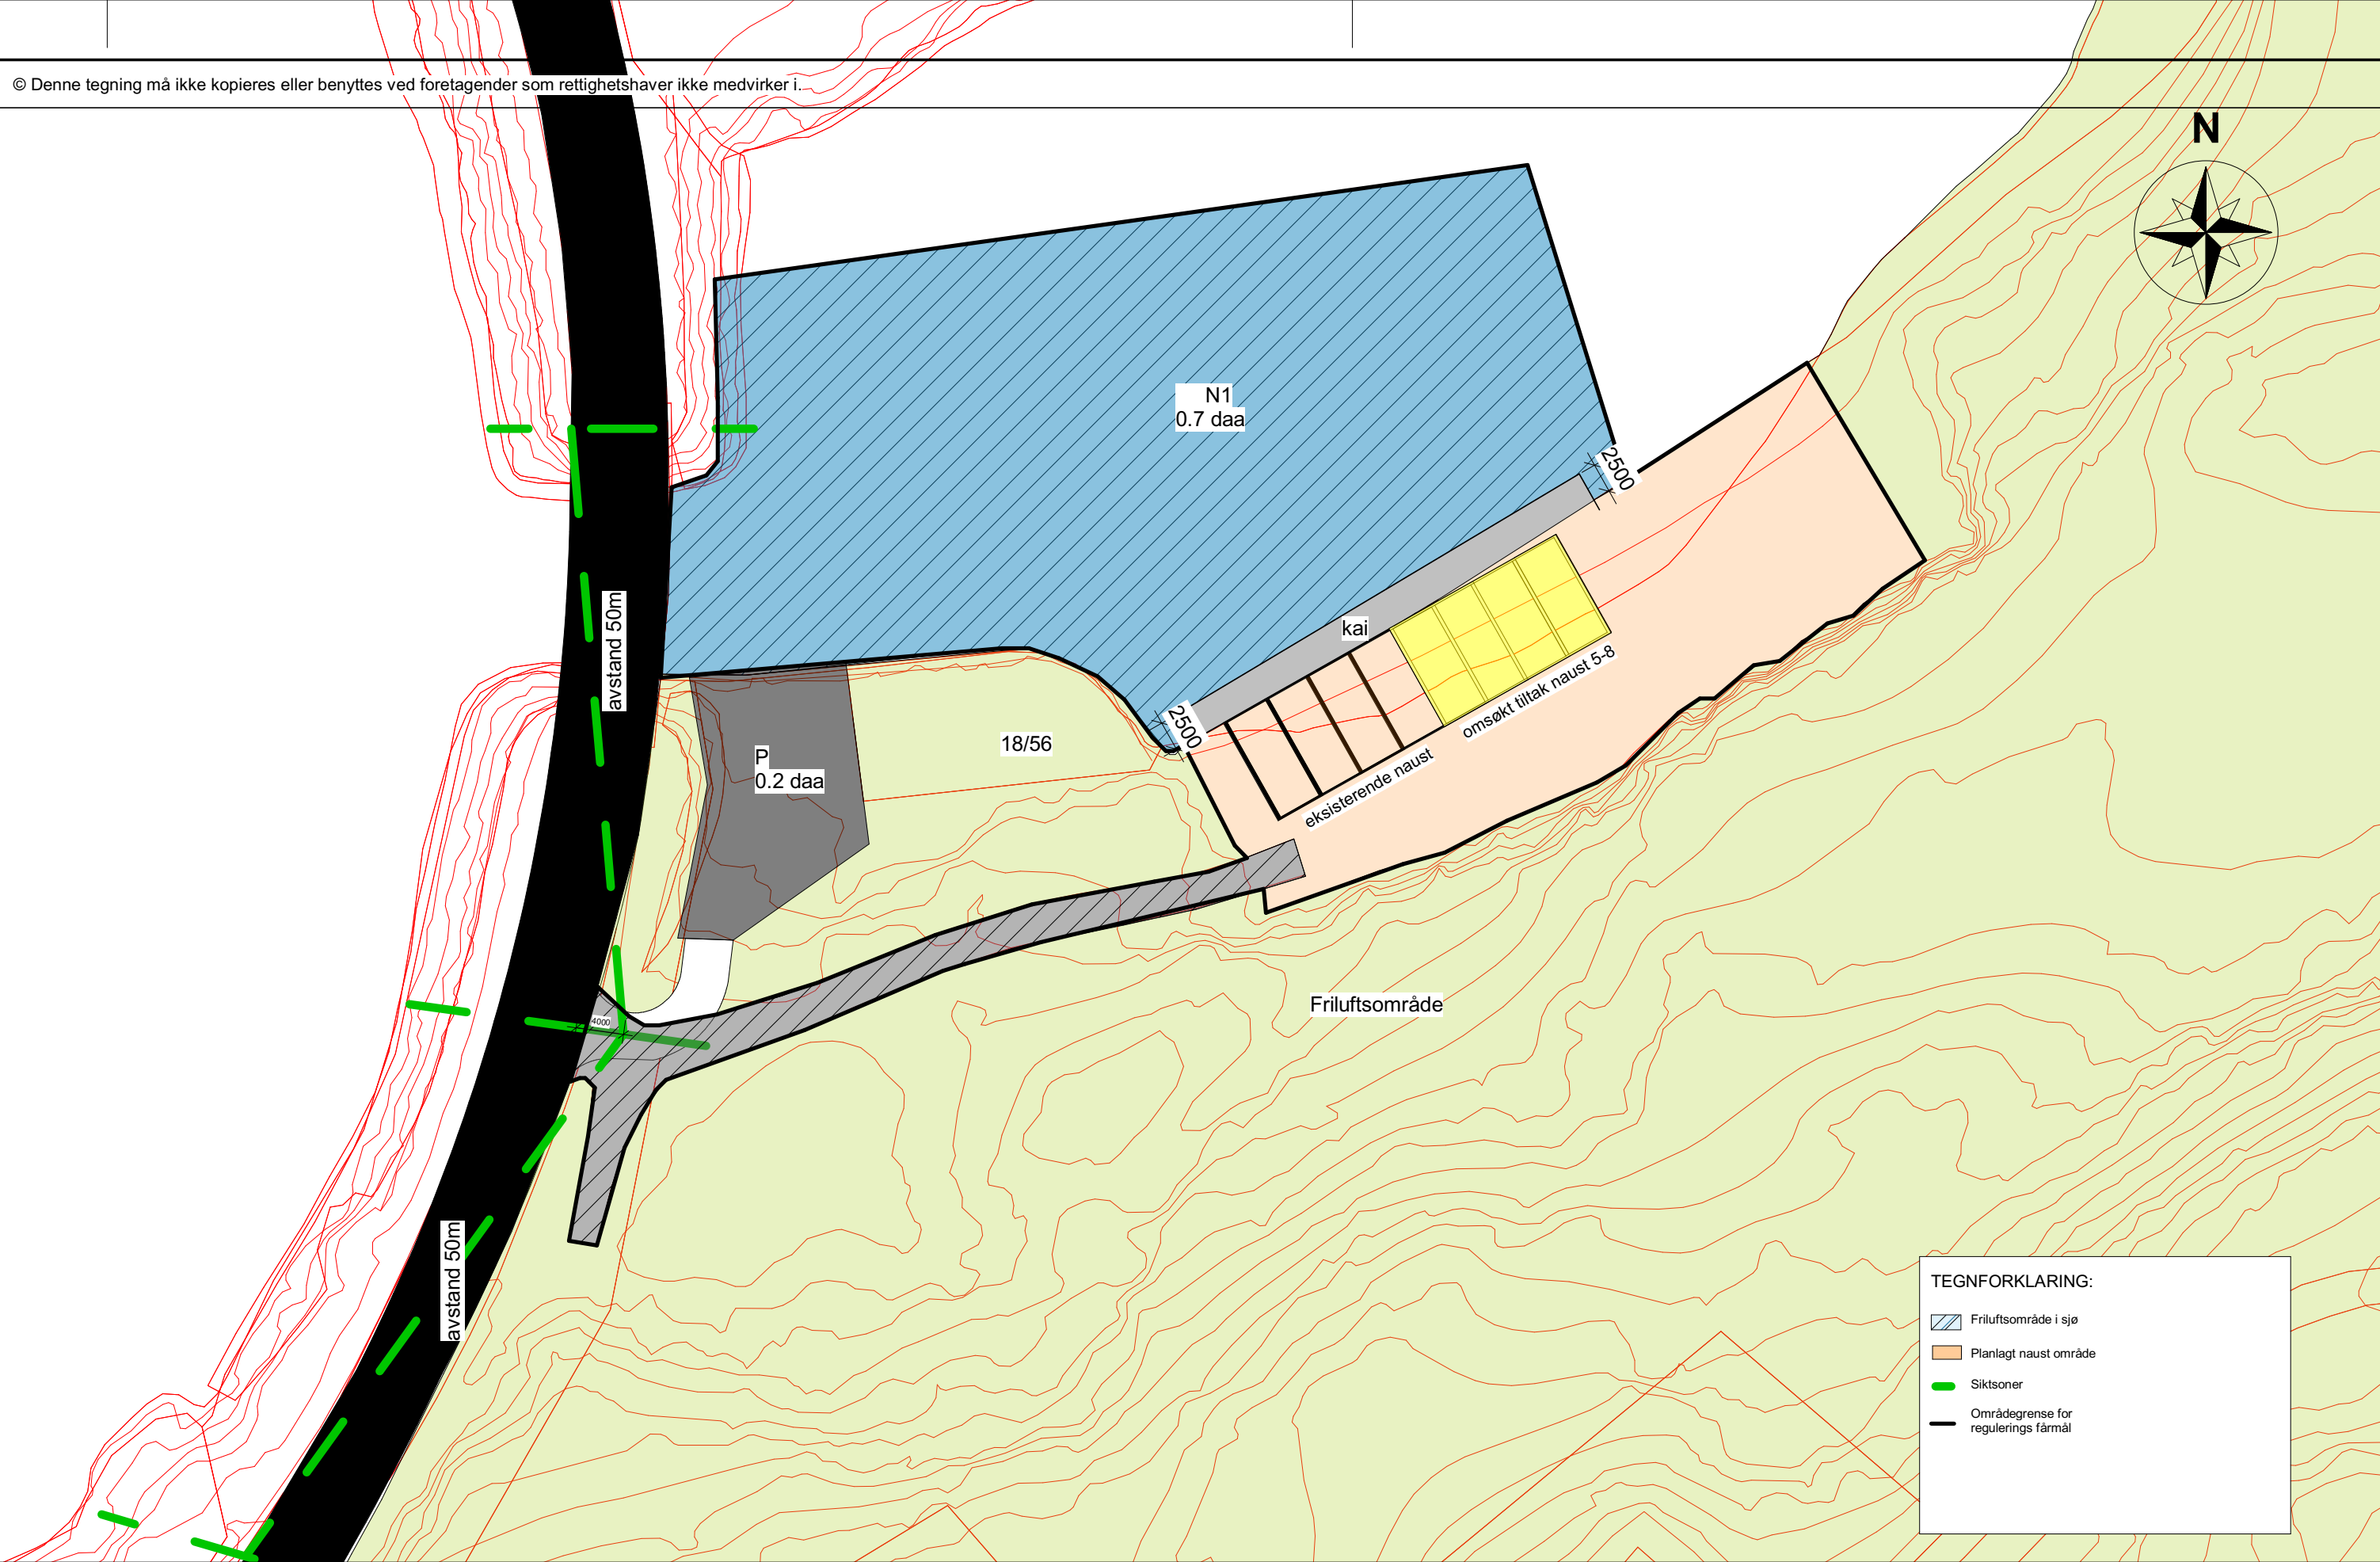 © Denne tegning må ikke kopieres eller benyttes ved foretagender som rettighetshaver ikke medvirker i.
N
N1
0.7 daa
2500
avstand 50m
kai
omsøkt tiltak naust 5-8
2500
18/56
P
0.2 daa
eksisterende naust
Friluftsområde
4000
avstand 50m
TEGNFORKLARING:
Friluftsområde i sjø
Planlagt naust område
Siktsoner
Områdegrense for
regulerings fårmål